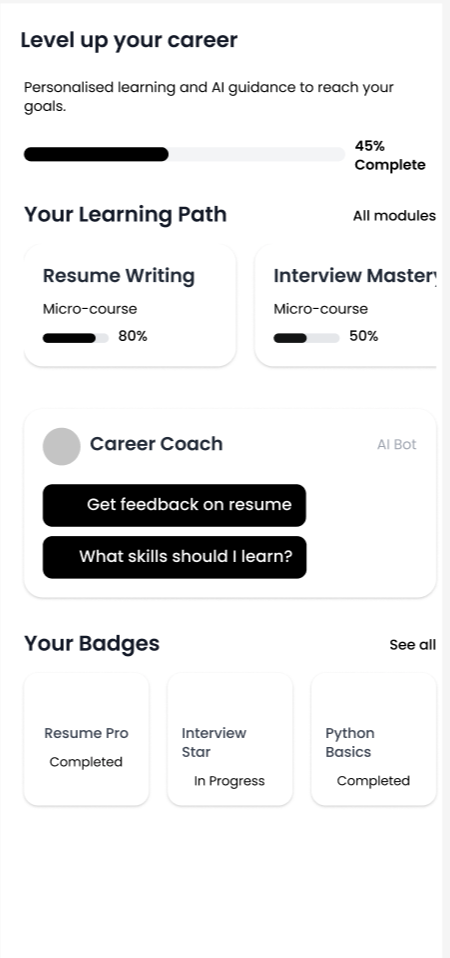 Level up your career
Personalised learning and AI guidance to reach your
goals.
45%
Complete
Your Learning Path
All modules
Resume Writing
Micro-course
80%
Interview Mastery
Micro-course
50%
Career Coach
AI Bot
Get feedback on resume
What skills should I learn?
Your Badges
See all
Resume Pro
Completed
Interview
Star
In Progress
Python
Basics
Completed